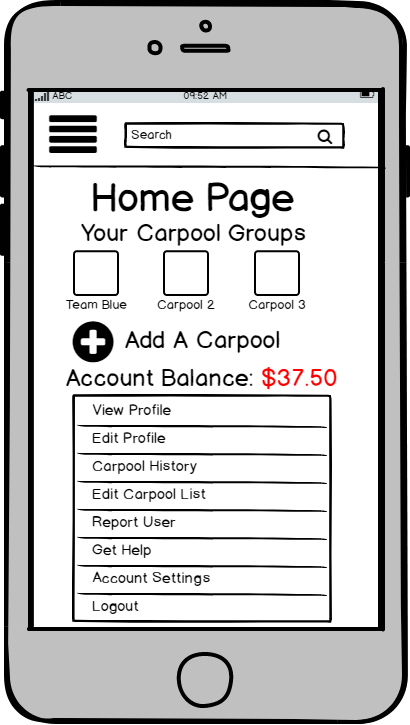 ABC 09:52 AM
Search
Home Page
Your Carpool Groups
Team Blue Carpool 2 Carpool 3
Add A Carpool
Account Balance: $37.50
View Profile
Edit Profile
Carpool History
Edit Carpool List
Report User
Get Help
Account Settings
Logout